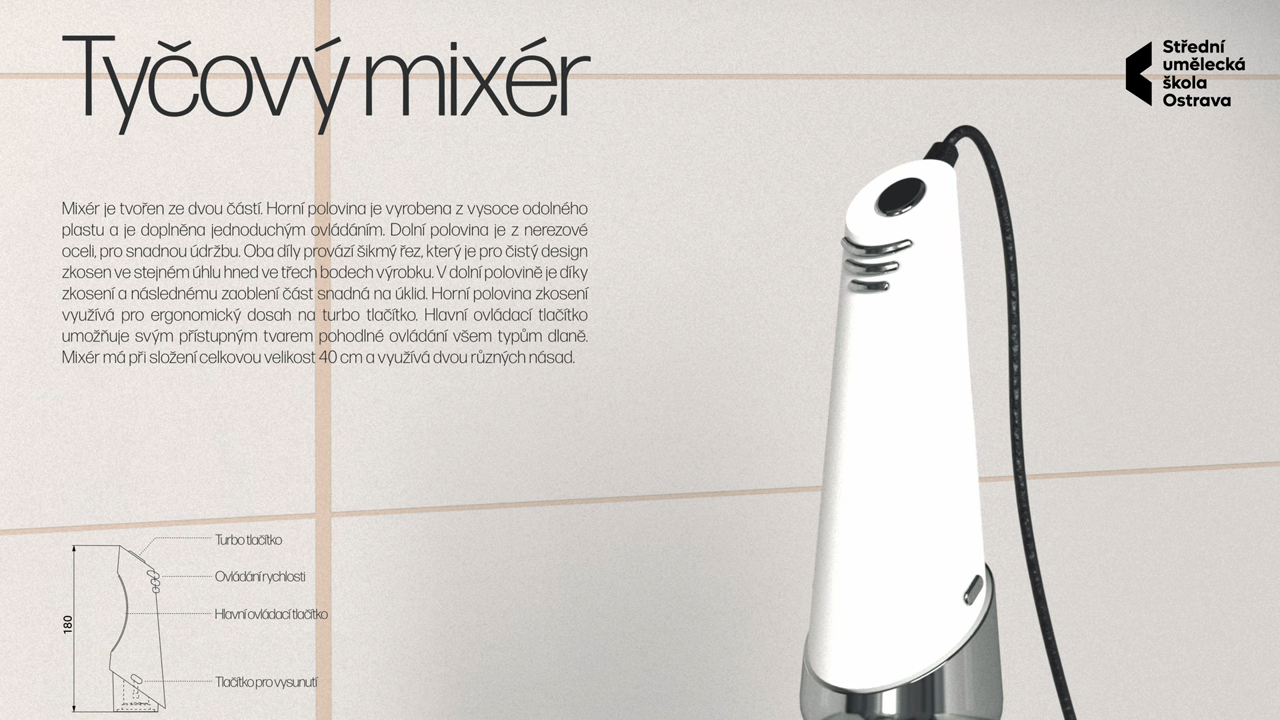 Tyčový mixér
Střední
umělecká
škola
Ostrava
Mixér je tvořen ze dvou částí. Horní polovina je vyrobena z vysoce odolného
plastu a je doplněna jednoduchým ovládáním. Dolní polovina je z nerezové
oceli, pro snadnou údržbu. Oba díly provází šikmý řez, který je pro čistý design
zkosen ve stejném úhlu hned ve třech bodech výrobku. V dolní polovině je díky
zkosení a následnému zaoblení část snadná na úklid. Horní polovina zkosení
využívá pro ergonomický dosah na turbo tlačítko. Hlavní ovládací tlačítko
umožňuje svým přístupným tvarem pohodlné ovládání všem typům dlaně.
Mixér má při složení celkovou velikost 40 cm a využívá dvou různých násad.
Turbo tlačítko
Ovládání rychlosti
Hlavní ovládací tlačítko
180
Tlačítko pro vysunutí